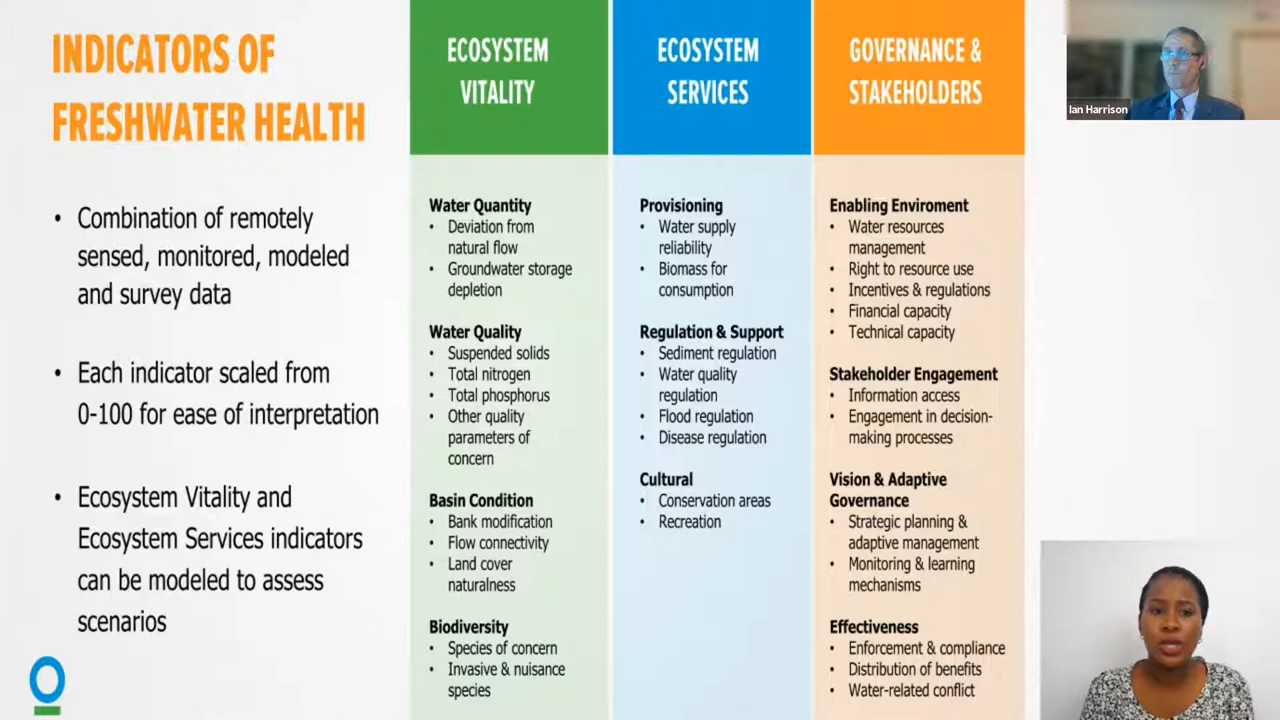 INDICATORS OF
FRESHWATER HEALTH
• Combination of remotely
sensed, monitored, modeled
and survey data
• Each indicator scaled from
0-100 for ease of interpretation
• Ecosystem Vitality and
Ecosystem Services indicators
can be modeled to assess
scenarios
ECOSYSTEM
VITALITY
Water Quantity
• Deviation from
natural flow
• Groundwater storage
depletion
Water Quality
• Suspended solids
• Total nitrogen
• Total phosphorus
• Other quality
parameters of
concern
Basin Condition
• Bank modification
• Flow connectivity
• Land cover
naturalness
Biodiversity
• Species of concern
• Invasive & nuisance
species
ECOSYSTEM
SERVICES
Provisioning
• Water supply
reliability
• Biomass for
consumption
Regulation & Support
• Sediment regulation
• Water quality
regulation
• Flood regulation
• Disease regulation
Cultural
• Conservation areas
• Recreation
GOVERNANCE &
STAKEHOLDERS
Enabling Enviroment
• Water resources
management
• Right to resource use
• Incentives & regulations
• Financial capacity
• Technical capacity
Stakeholder Engagement
• Information access
• Engagement in decision-
making processes
Vision & Adaptive
Governance
• Strategic planning &
adaptive management
• Monitoring & learning
mechanisms
Effectiveness
• Enforcement & compliance
• Distribution of benefits
• Water-related conflict
Ian Harrison